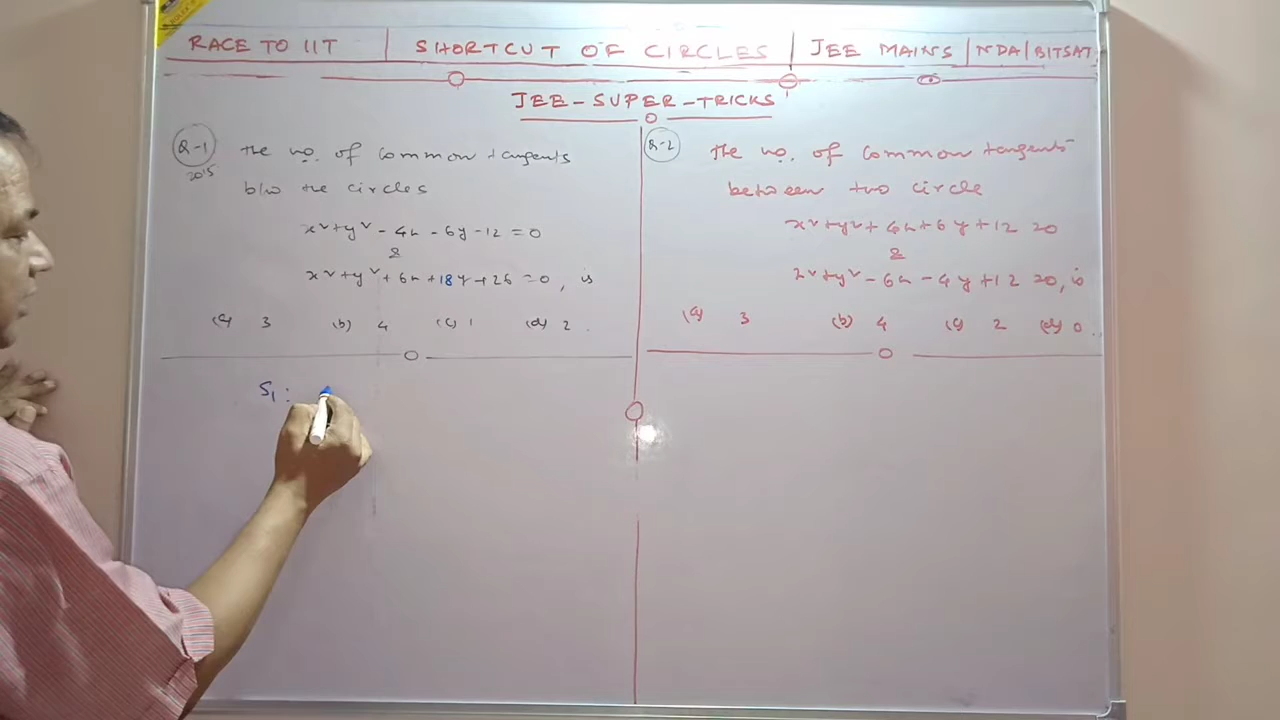 RACE TO IIT | SHORTCUT OF CIRCLES | JEE MAINS | NDA | BITSAT
JEE - SUPER - TRICKS
Q-1 The no. of common tangents
2015
b/w the circles
x²+y² - 4x - 6y - 12 = 0
&
x²+y² + 6x + 18y + 26 = 0, is
(a) 3 (b) 4 (c) 1 (d) 2.
S₁ :
Q-2 The no. of common tangents
between two circle
x²+y² + 4x + 6y + 12 = 0
&
x²+y² - 6x - 4y + 12 = 0, is
(a) 3 (b) 4 (c) 2 (d) 0.